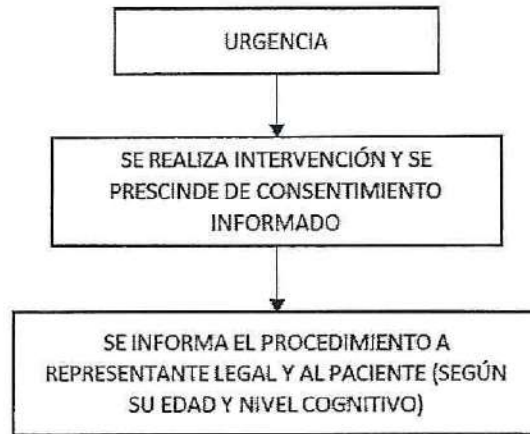 URGENCIA
SE REALIZA INTERVENCIÓN Y SE
PRESCINDE DE CONSENTIMIENTO
INFORMADO
SE INFORMA EL PROCEDIMIENTO A
REPRESENTANTE LEGAL Y AL PACIENTE (SEGÚN
SU EDAD Y NIVEL COGNITIVO)